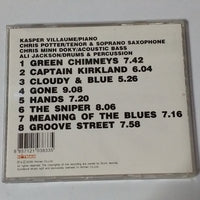 KASPER VILLAUME/PIANO
CHRIS POTTER/TENOR & SOPRANO SAXOPHONE
CHRIS MINH DOKY/ACOUSTIC BASS
ALI JACKSON/DRUMS & PERCUSSION
1 GREEN CHIMNEYS 7.42
2 CAPTAIN KIRKLAND 6.04
3 CLOUDY & BLUE 5.26
4 GONE 9.08
5 HANDS 7.20
6 THE SNIPER 8.06
7 MEANING OF THE BLUES 7.16
8 GROOVE STREET 7.58